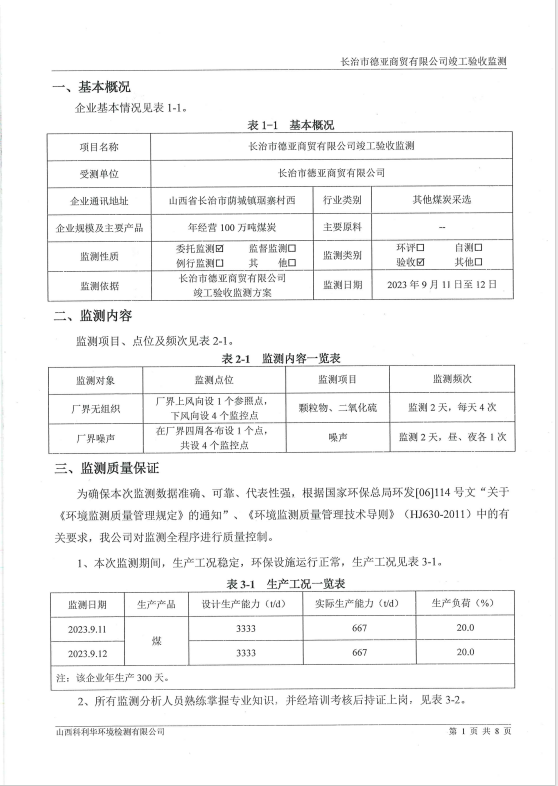 长治市德亚商贸有限公司竣工验收监测
一、基本概况
企业基本情况见表 1-1。
表 1-1 基本概况
项目名称 长治市德亚商贸有限公司竣工验收监测
受测单位 长治市德亚商贸有限公司
企业通讯地址 山西省长治市荫城镇琚寨村西 行业类别 其他煤炭采选
企业规模及主要产品 年经营 100 万吨煤炭 主要原料 --
监测性质 委托监测☑ 监督监测□ 监测类别 环评□ 自测□
例行监测□ 其 他□ 验收☑ 其他□
监测依据 长治市德亚商贸有限公司 监测日期 2023 年 9 月 11 日至 12 日
竣工验收监测方案
二、监测内容
监测项目、点位及频次见表 2-1。
表 2-1 监测内容一览表
监测对象 监测点位 监测项目 监测频次
厂界无组织 厂界上风向设 1 个参照点， 颗粒物、二氧化硫 监测 2 天，每天 4 次
下风向设 4 个监控点
厂界噪声 在厂界四周各布设 1 个点， 噪声 监测 2 天，昼、夜各 1 次
共设 4 个监控点
三、监测质量保证
为确保本次监测数据准确、可靠、代表性强，根据国家环保总局环发[06]114 号文“关于
《环境监测质量管理规定》的通知”、《环境监测质量管理技术导则》（HJ630-2011）中的有
关要求，我公司对监测全程序进行质量控制。
1、本次监测期间，生产工况稳定，环保设施运行正常，生产工况见表 3-1。
表 3-1 生产工况一览表
监测日期 生产产品 设计生产能力（t/d） 实际生产能力（t/d） 生产负荷（%）
2023.9.11 煤 3333 667 20.0
2023.9.12 3333 667 20.0
注：该企业年生产 300 天。
2、所有监测分析人员熟练掌握专业知识，并经培训考核后持证上岗，见表 3-2。
山西科利华环境检测有限公司 第 1 页 共 8 页